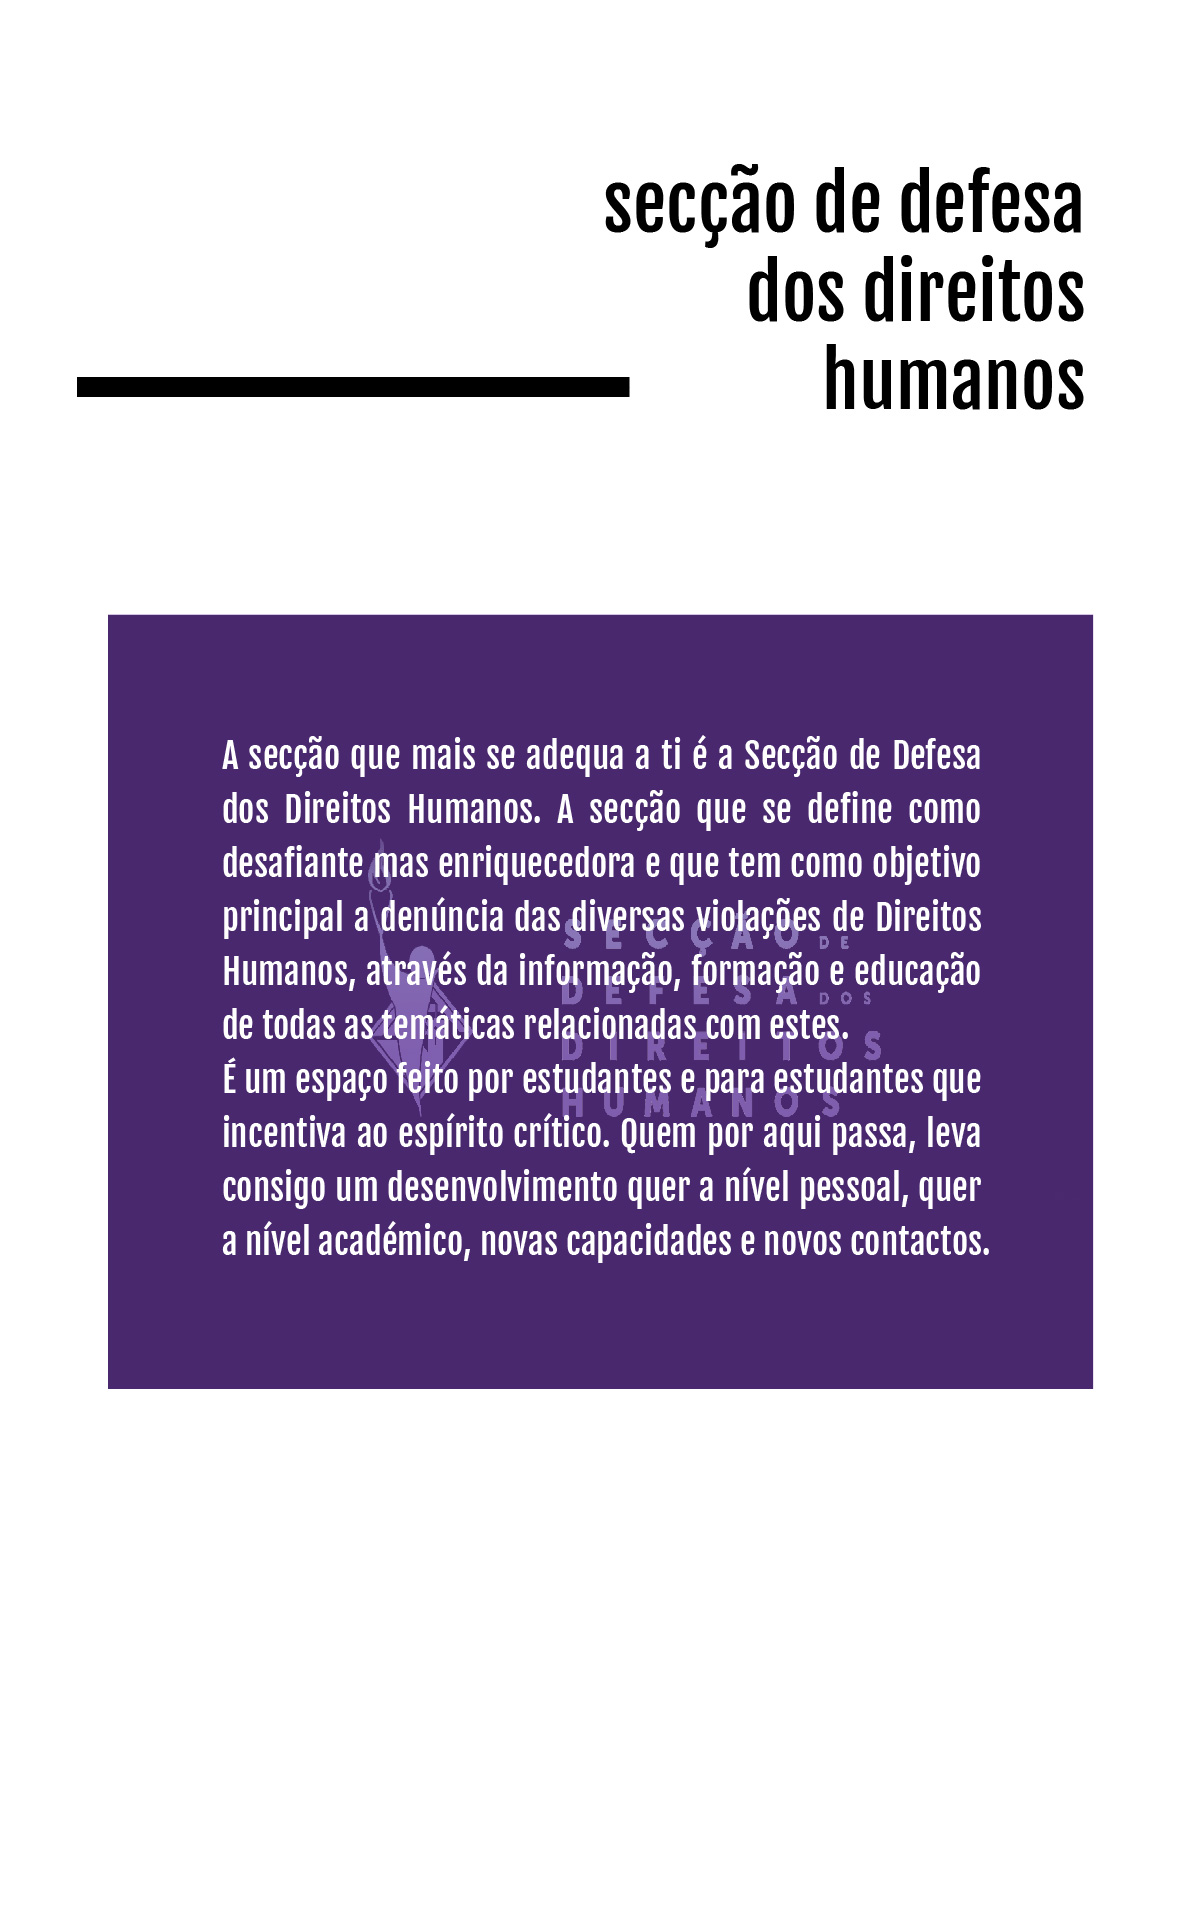 secção de defesa
dos direitos
humanos
A secção que mais se adequa a ti é a Secção de Defesa
dos Direitos Humanos. A secção que se define como
desafiante mas enriquecedora e que tem como objetivo
principal a denúncia das diversas violações de Direitos
Humanos, através da informação, formação e educação
de todas as temáticas relacionadas com estes.
É um espaço feito por estudantes e para estudantes que
incentiva ao espírito crítico. Quem por aqui passa, leva
consigo um desenvolvimento quer a nível pessoal, quer
a nível académico, novas capacidades e novos contactos.
SECÇÃO DE
DEFESA DOS
DIREITOS
HUMANOS